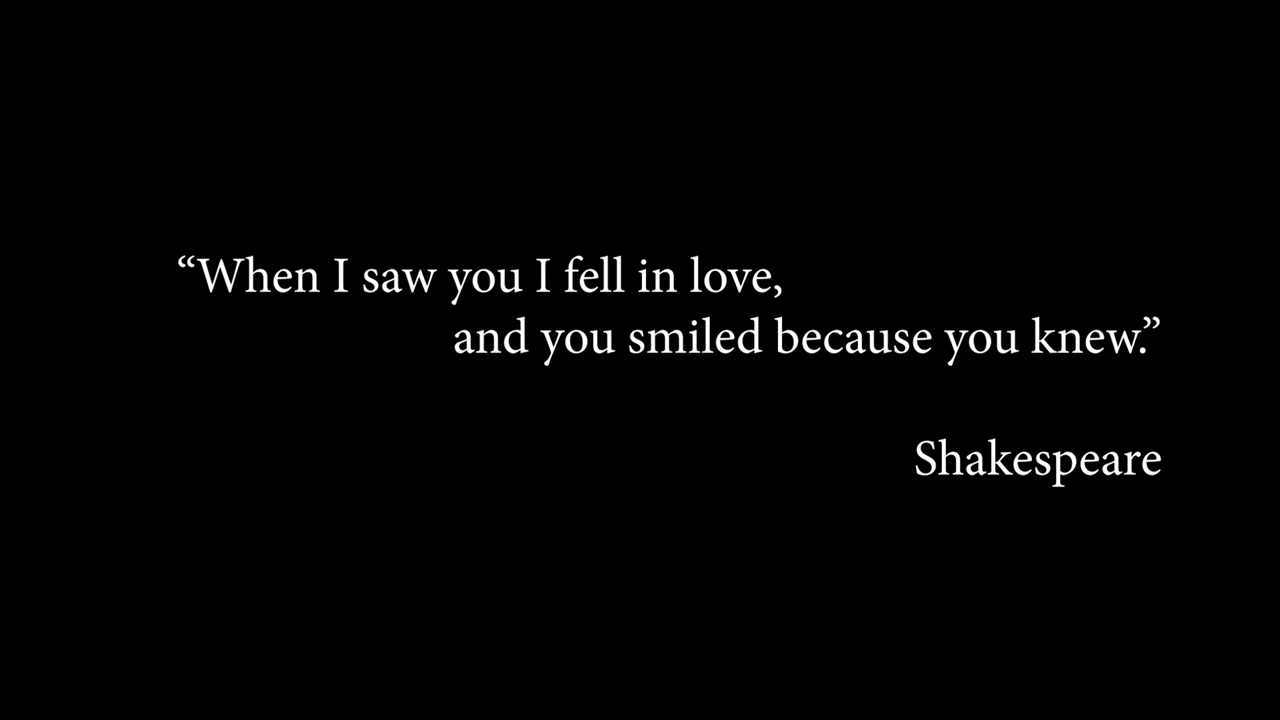 “When I saw you I fell in love,
and you smiled because you knew.”
Shakespeare